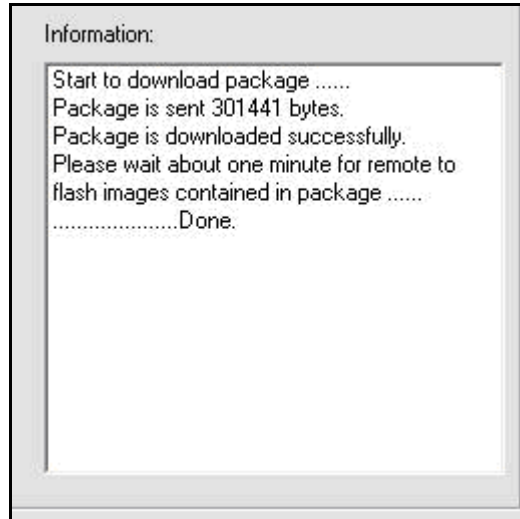 Information:
Start to download package ......
Package is sent 301441 bytes.
Package is downloaded successfully.
Please wait about one minute for remote to
flash images contained in package ......
.....................Done.